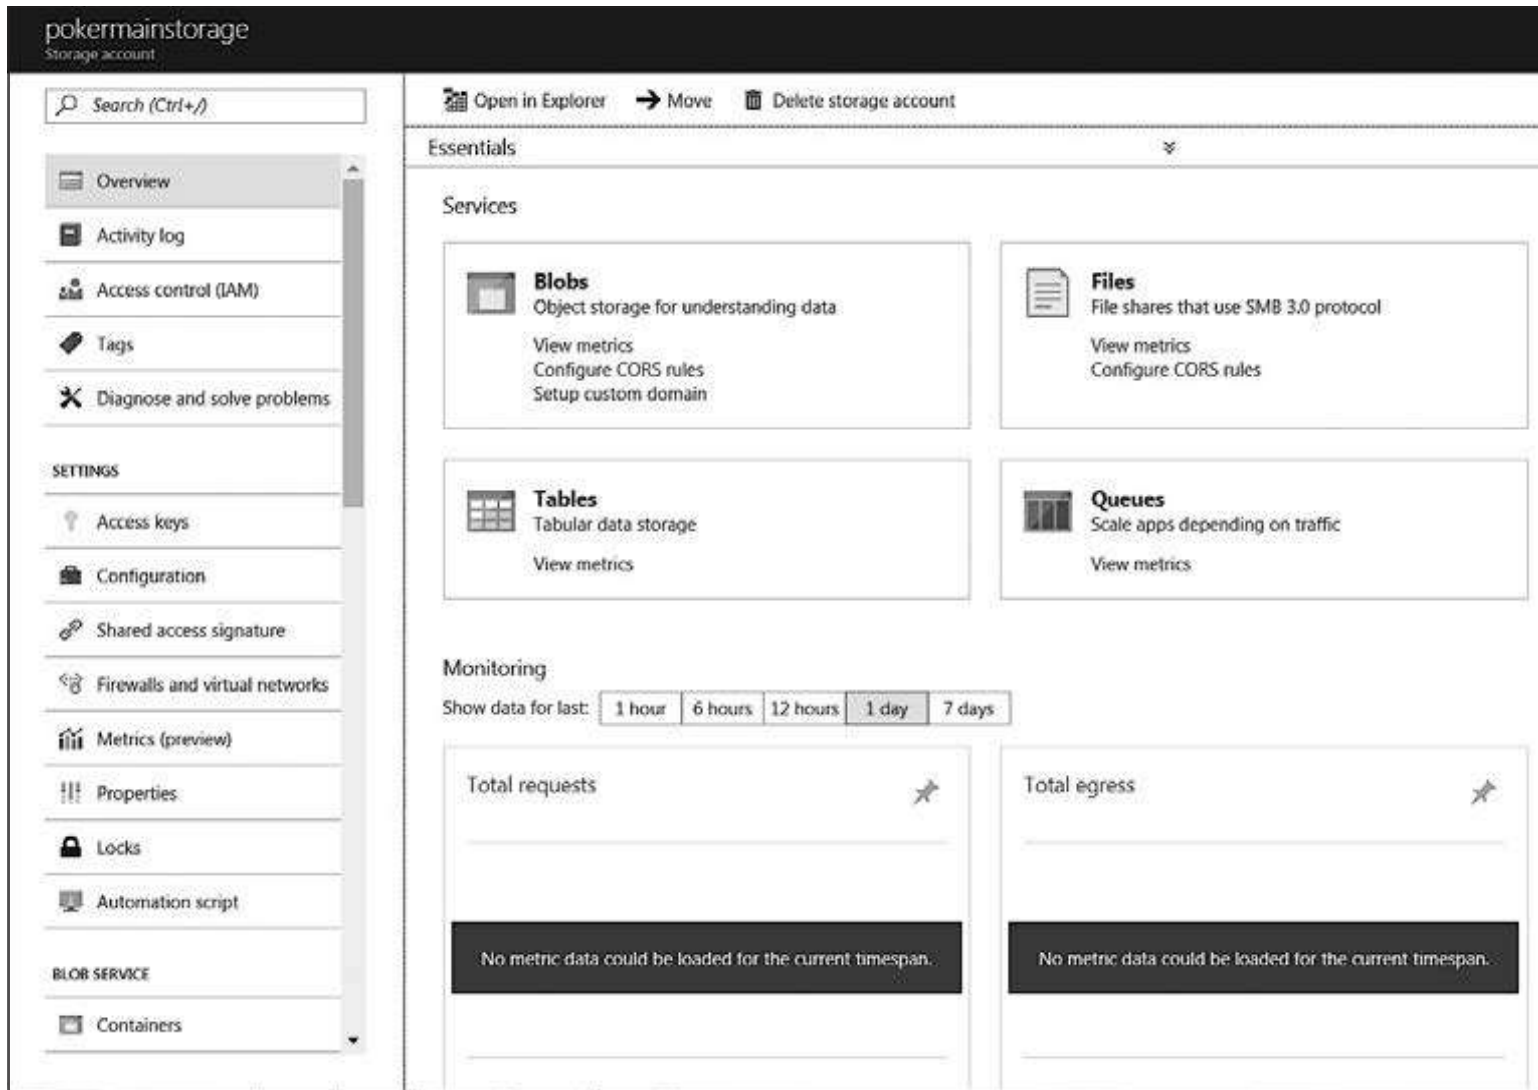 pokermainstorage
Storage account
Search (Ctrl+/)
Overview
Activity log
Access control (IAM)
Tags
Diagnose and solve problems
SETTINGS
Access keys
Configuration
Shared access signature
Firewalls and virtual networks
Metrics (preview)
Properties
Locks
Automation script
BLOB SERVICE
Containers
Open in Explorer Move Delete storage account
Essentials
Services
Blobs
Object storage for understanding data
View metrics
Configure CORS rules
Setup custom domain
Files
File shares that use SMB 3.0 protocol
View metrics
Configure CORS rules
Tables
Tabular data storage
View metrics
Queues
Scale apps depending on traffic
View metrics
Monitoring
Show data for last: 1 hour 6 hours 12 hours 1 day 7 days
Total requests
No metric data could be loaded for the current timespan.
Total egress
No metric data could be loaded for the current timespan.